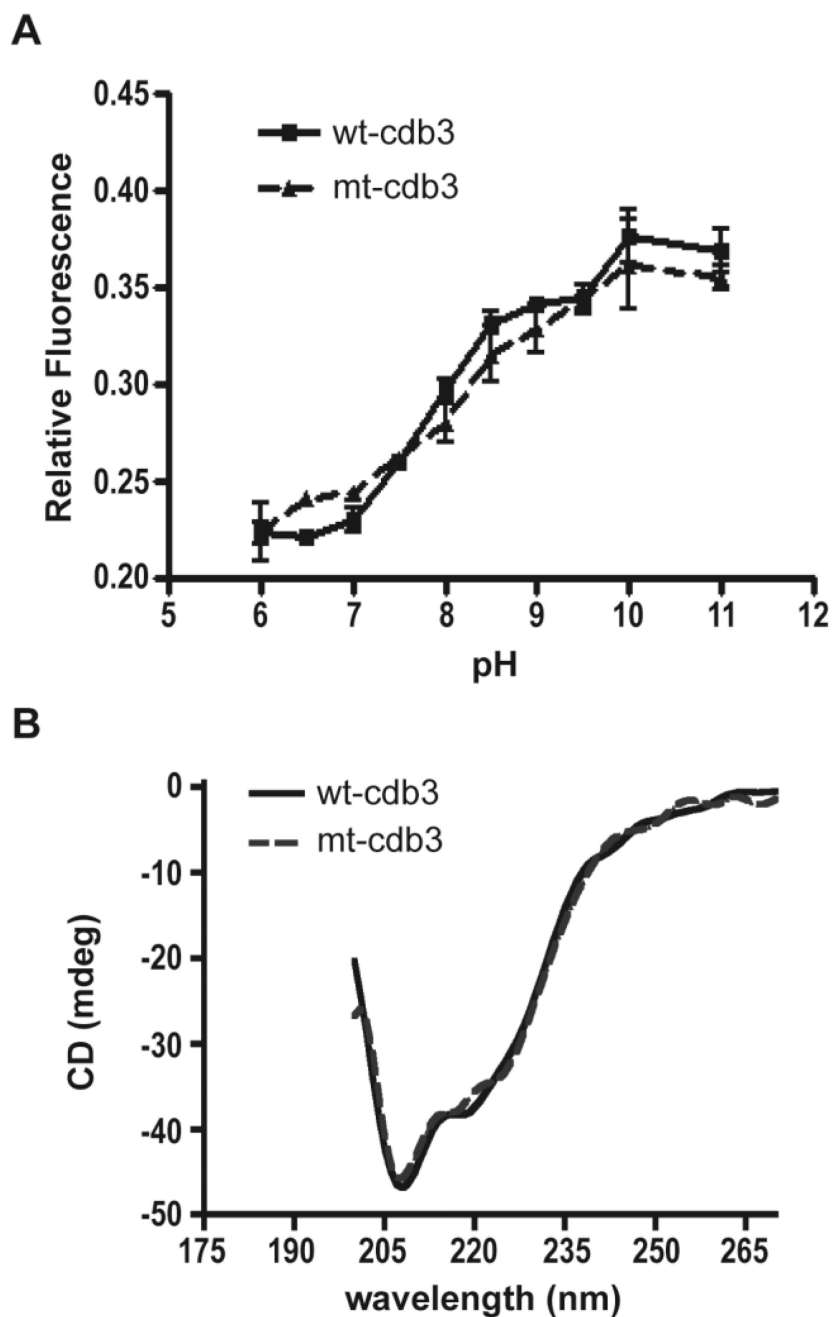 A
0.45
0.40
0.35
0.30
0.25
0.20
Relative Fluorescence
wt-cdb3
mt-cdb3
5 6 7 8 9 10 11 12
pH
B
0
-10
-20
-30
-40
-50
CD (mdeg)
wt-cdb3
mt-cdb3
175 190 205 220 235 250 265
wavelength (nm)